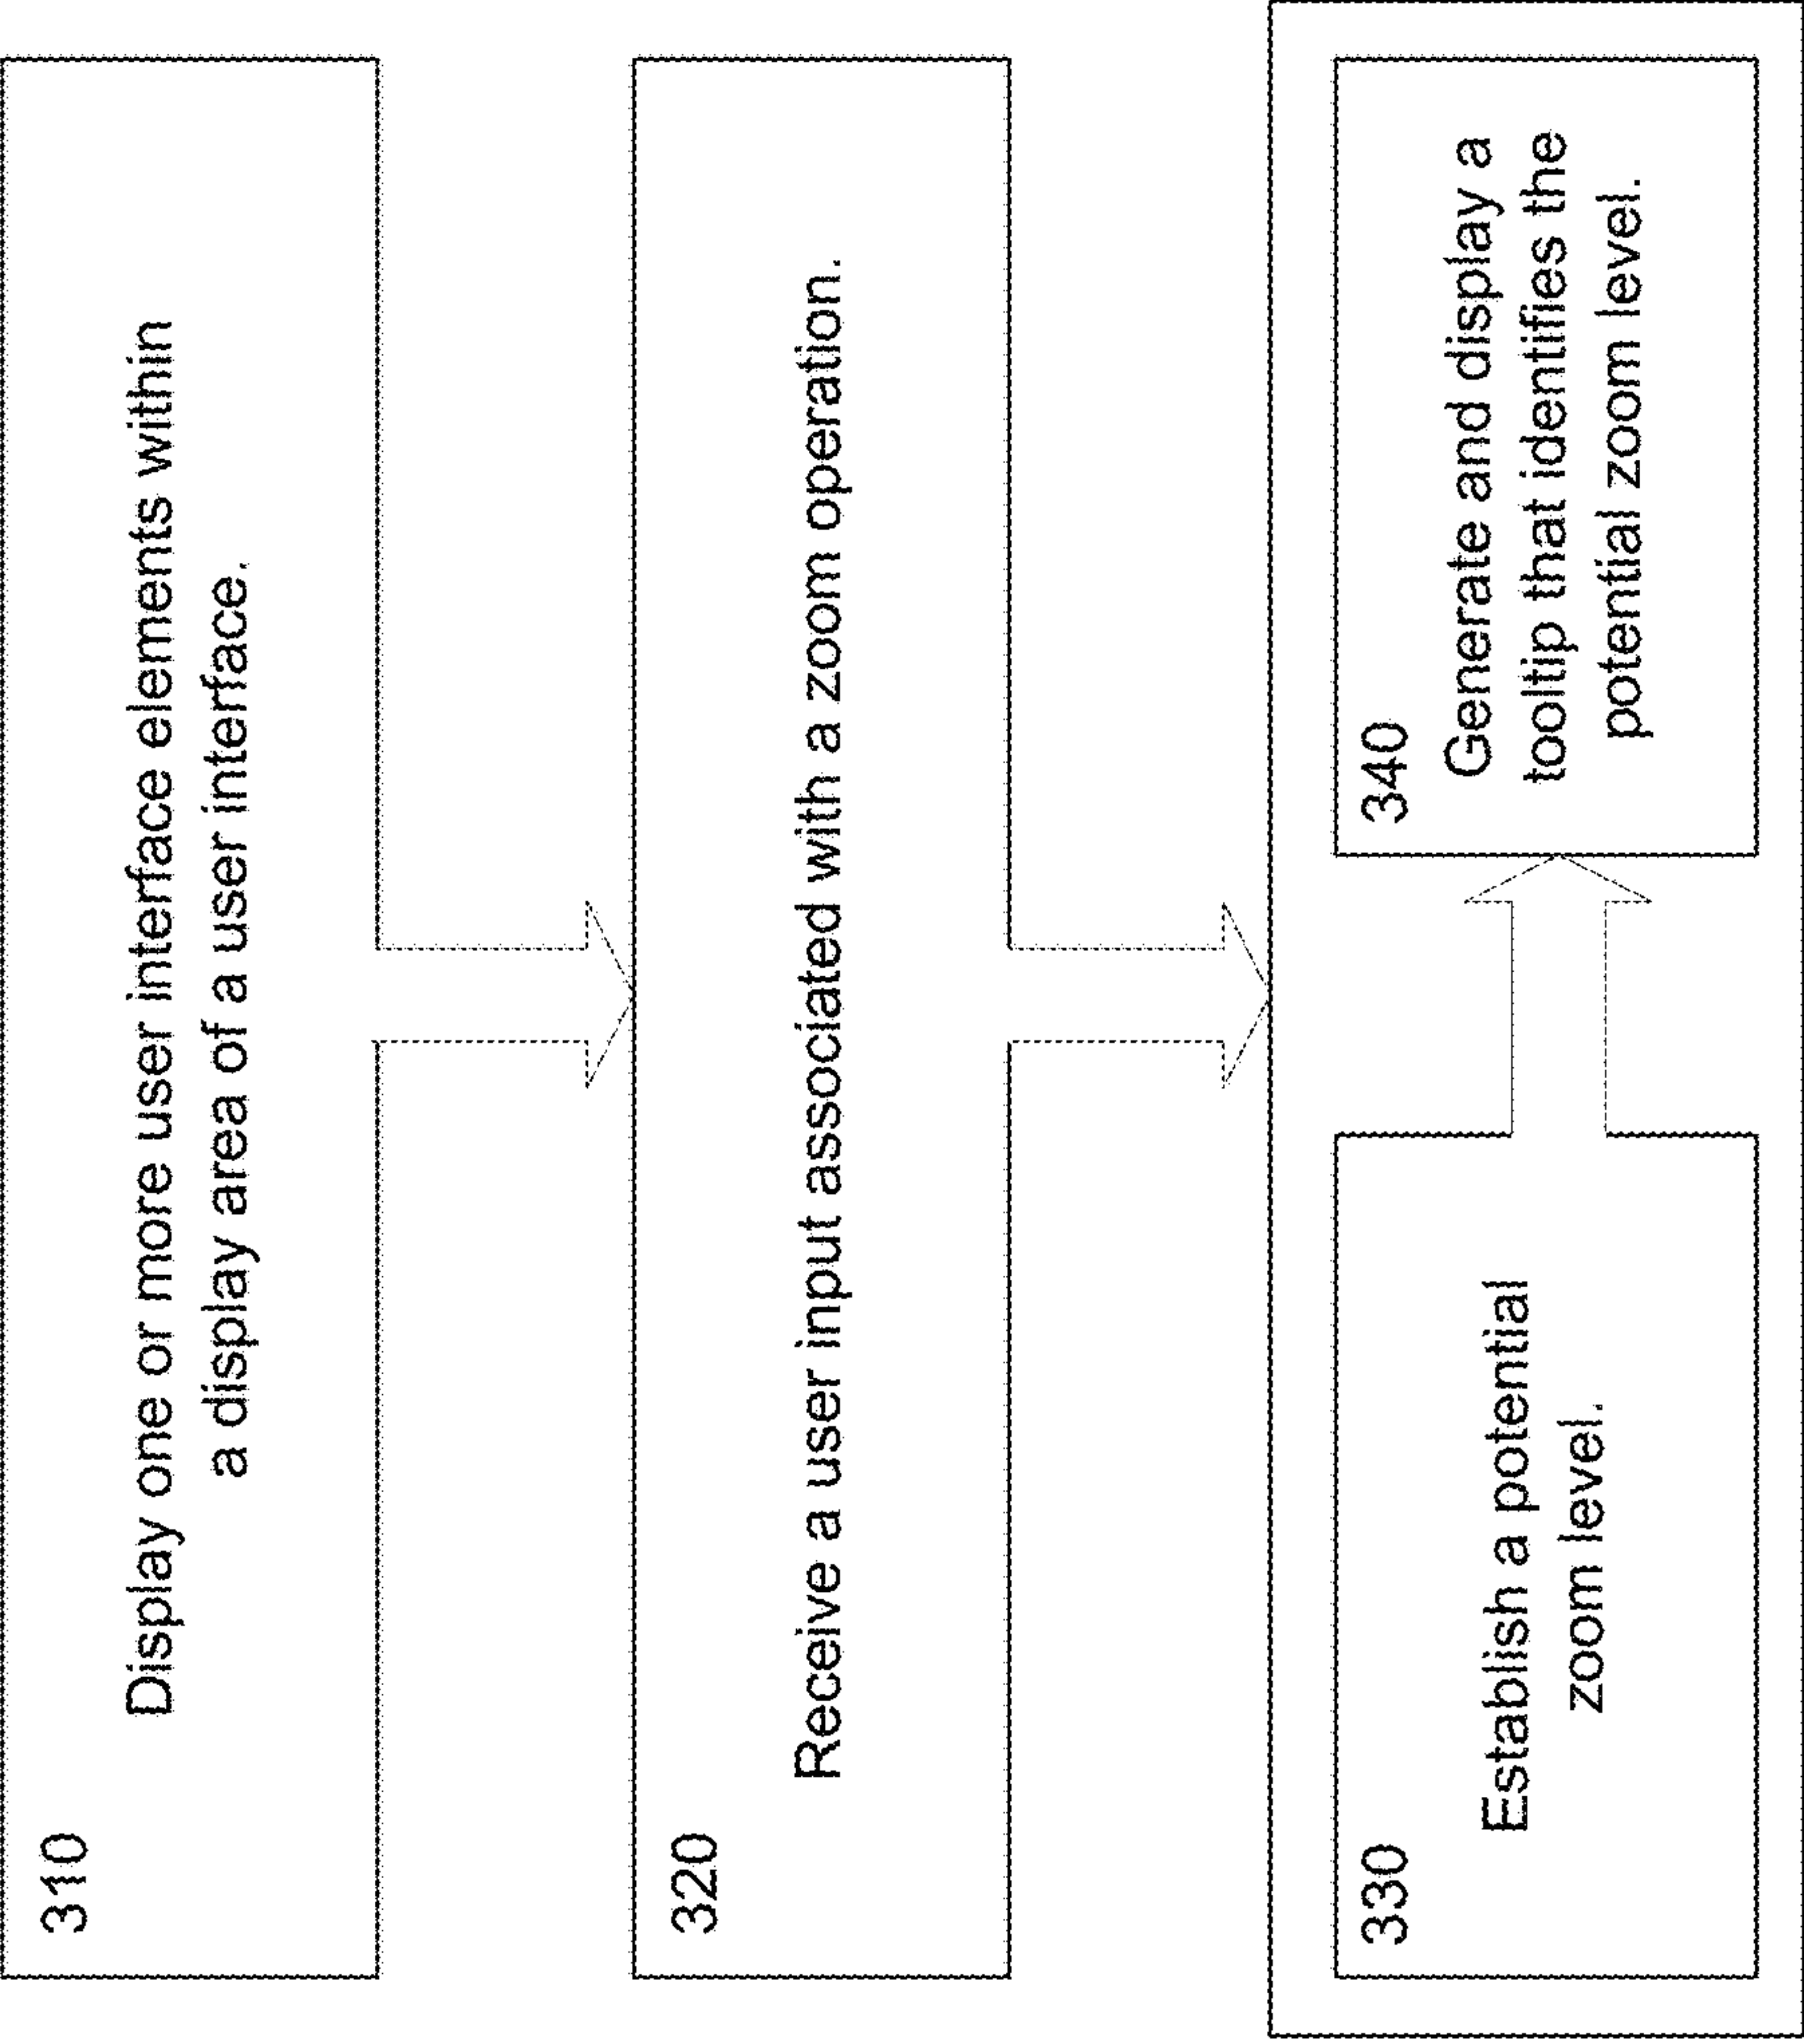 310
Display one or more user interface elements within
a display area of a user interface.
320
Receive a user input associated with a zoom operation.
330
Establish a potential
zoom level.
340
Generate and display a
tooltip that identifies the
potential zoom level.